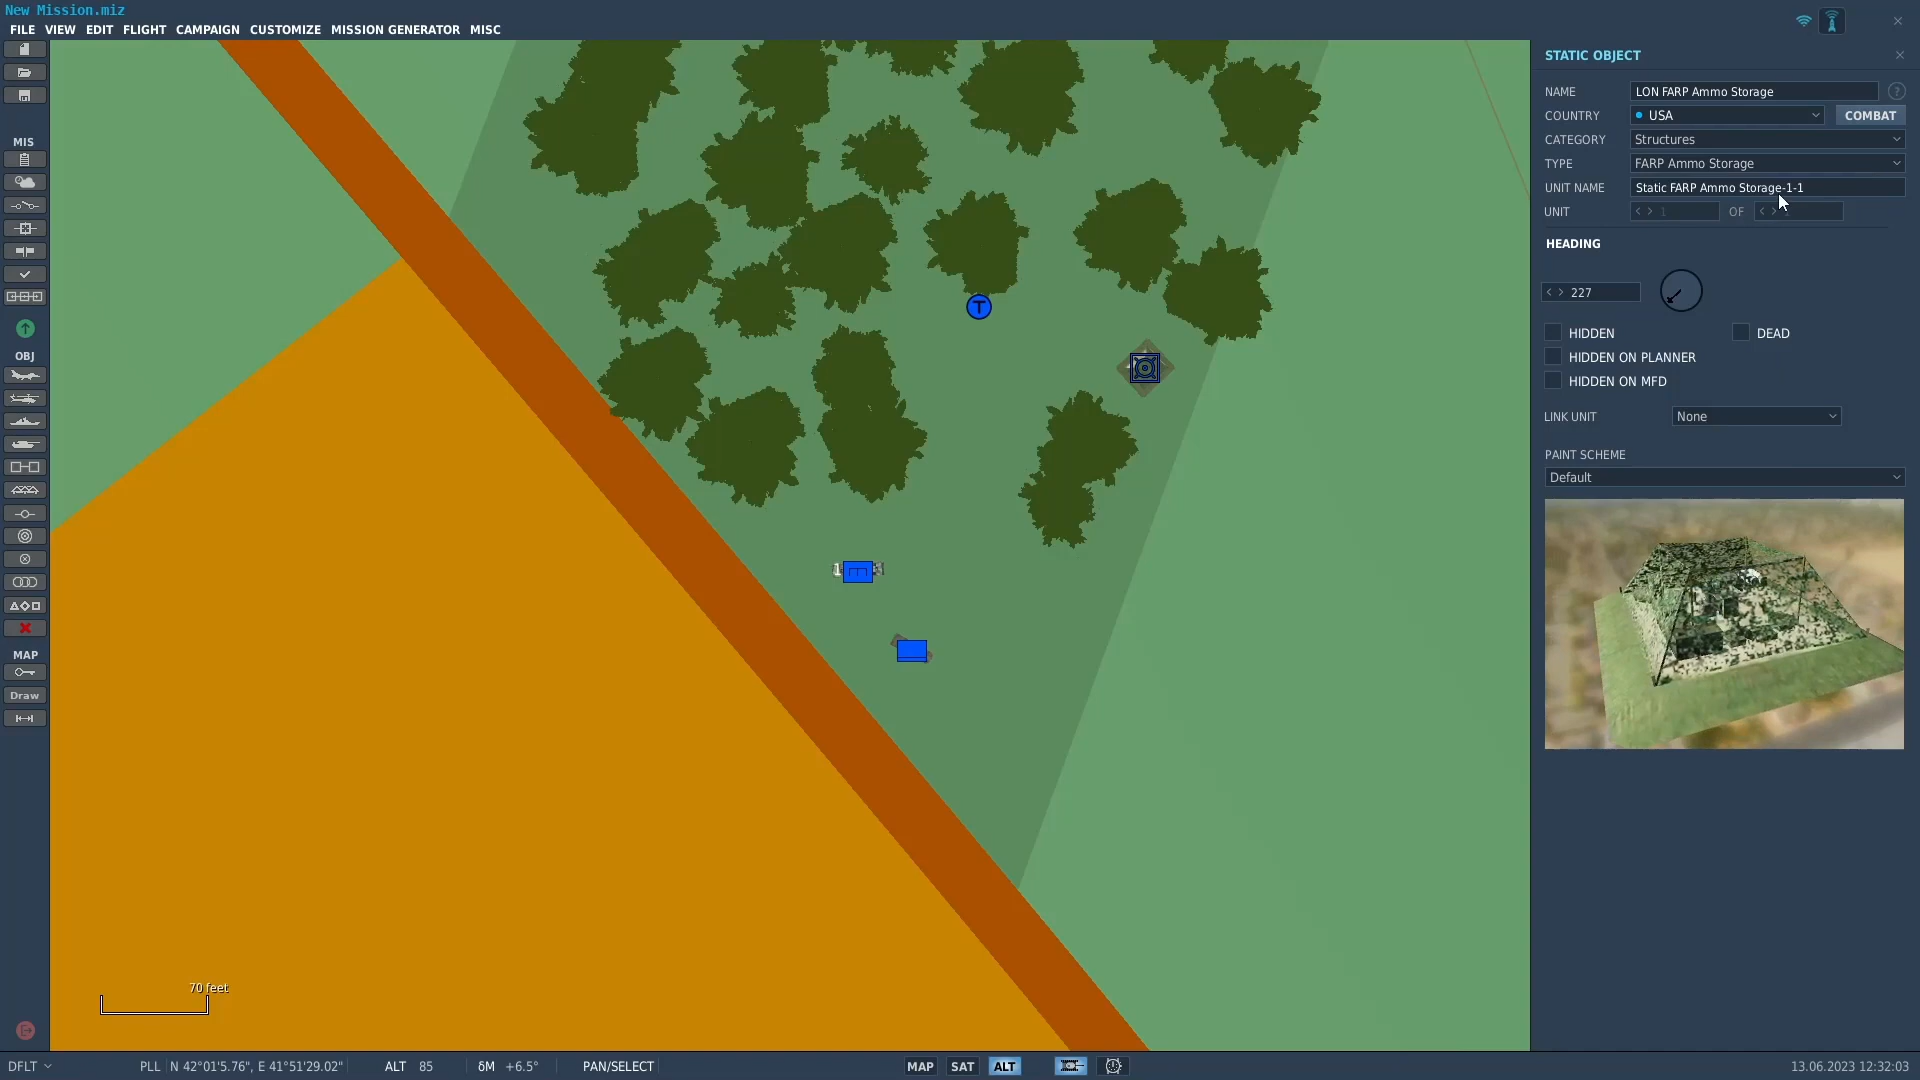 New Mission.miz
FILE VIEW EDIT FLIGHT CAMPAIGN CUSTOMIZE MISSION GENERATOR MISC
MIS
OBJ
MAP
Draw
T
70 feet
STATIC OBJECT
NAME LON FARP Ammo Storage ?
COUNTRY USA COMBAT
CATEGORY Structures
TYPE FARP Ammo Storage
UNIT NAME Static FARP Ammo Storage-1-1
UNIT < > 1 OF < >
HEADING
< > 227
HIDDEN DEAD
HIDDEN ON PLANNER
HIDDEN ON MFD
LINK UNIT None
PAINT SCHEME
Default
DFLT PLL N 42°01'5.76", E 41°51'29.02" ALT 85 δM +6.5° PAN/SELECT MAP SAT ALT 13.06.2023 12:32:03